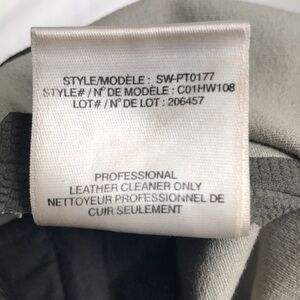 STYLE/MODÈLE : SW-PT0177
STYLE# / N° DE MODÈLE : C01HW108
LOT# / N° DE LOT : 206457
PROFESSIONAL
LEATHER CLEANER ONLY
NETTOYEUR PROFESSIONNEL DE
CUIR SEULEMENT